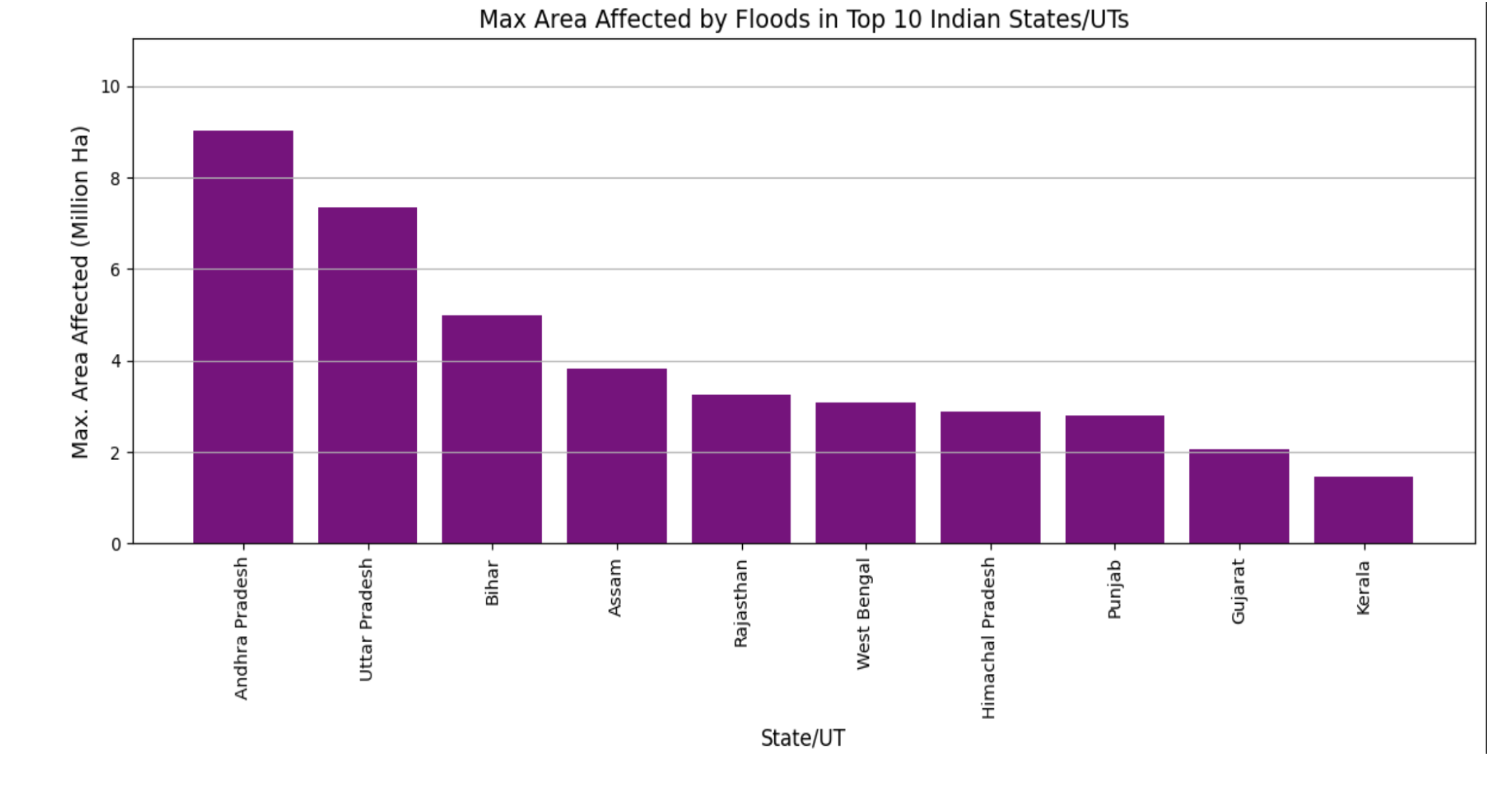 Max Area Affected by Floods in Top 10 Indian States/UTs
Max. Area Affected (Million Ha)
10
8
6
4
2
0
Andhra Pradesh
Uttar Pradesh
Bihar
Assam
Rajasthan
West Bengal
Himachal Pradesh
Punjab
Gujarat
Kerala
State/UT